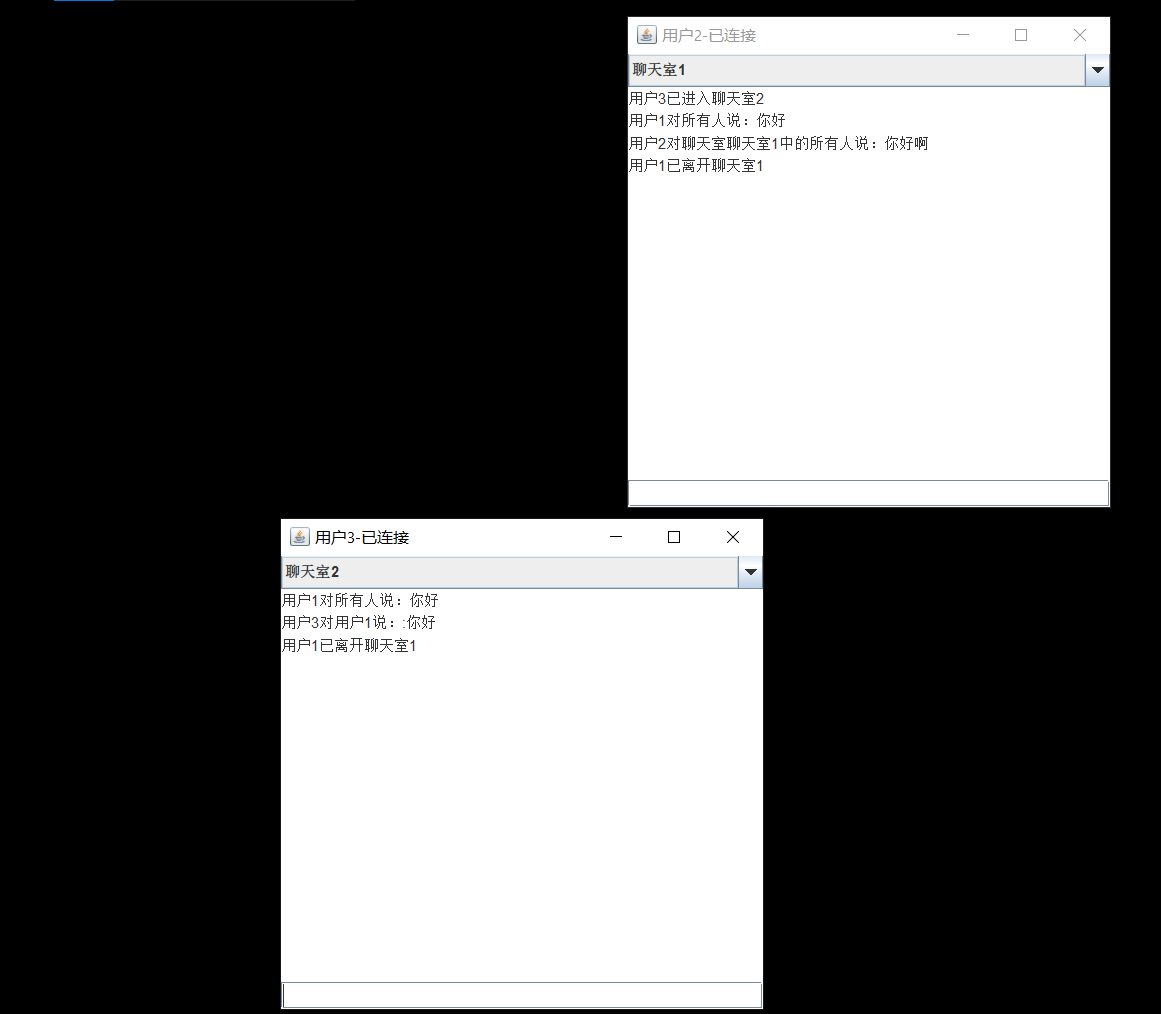 用户2-已连接
聊天室1
用户3已进入聊天室2
用户1对所有人说：你好
用户2对聊天室聊天室1中的所有人说：你好啊
用户1已离开聊天室1
用户3-已连接
聊天室2
用户1对所有人说：你好
用户3对用户1说：:你好
用户1已离开聊天室1